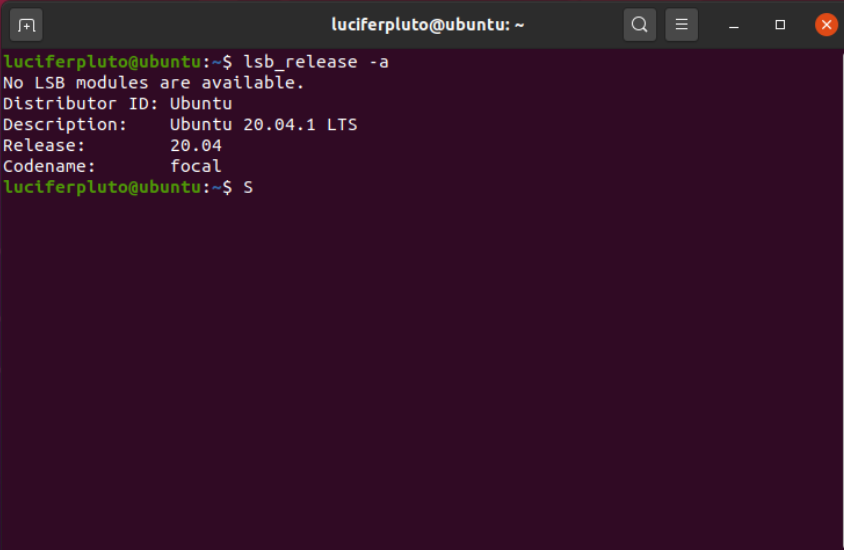 luciferpluto@ubuntu: ~
luciferpluto@ubuntu:~$ lsb_release -a
No LSB modules are available.
Distributor ID: Ubuntu
Description:    Ubuntu 20.04.1 LTS
Release:        20.04
Codename:       focal
luciferpluto@ubuntu:~$ S